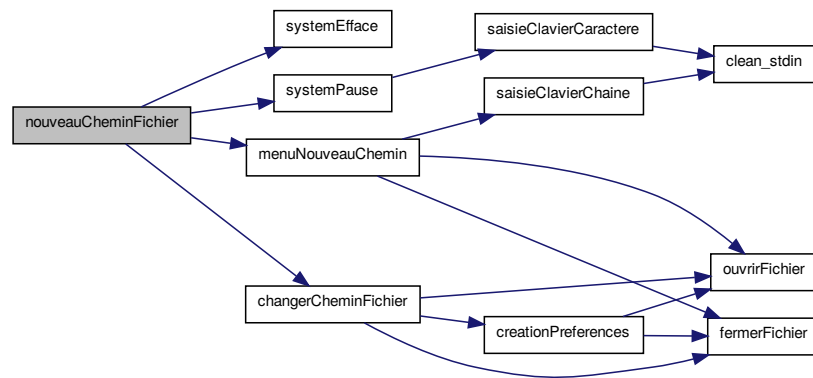 systemEfface
saisieClavierCaractere
clean_stdin
systemPause
saisieClavierChaine
nouveauCheminFichier
menuNouveauChemin
ouvrirFichier
changerCheminFichier
creationPreferences
fermerFichier